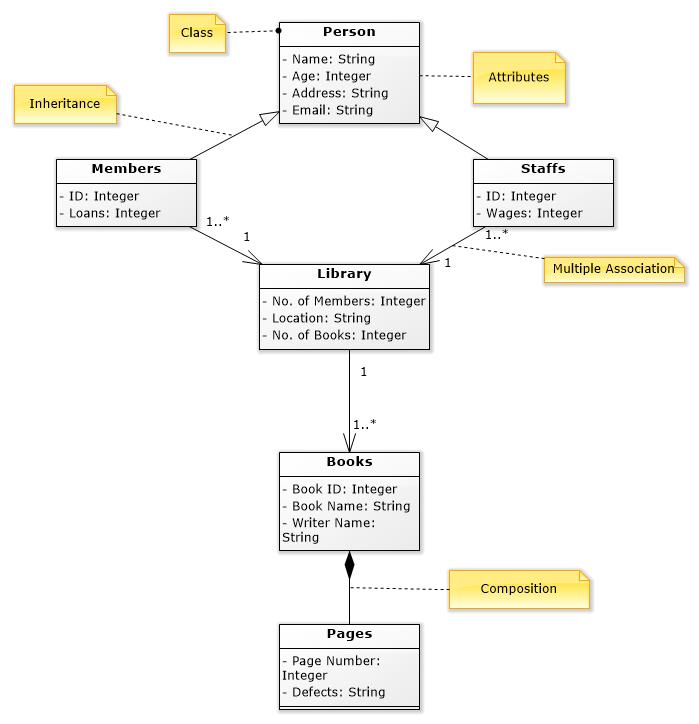 Person
Class
- Name: String
- Age: Integer
- Address: String
- Email: String
Attributes
Inheritance
Members
- ID: Integer
- Loans: Integer
Staffs
- ID: Integer
- Wages: Integer
1..*
1
1..*
1
Multiple Association
Library
- No. of Members: Integer
- Location: String
- No. of Books: Integer
1
1..*
Books
- Book ID: Integer
- Book Name: String
- Writer Name:
String
Composition
Pages
- Page Number:
Integer
- Defects: String